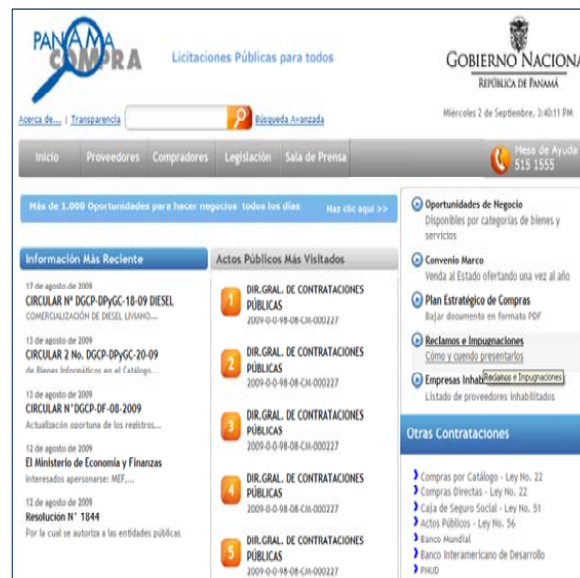 PANAMA
COMPRA
Licitaciones Públicas para todos
GOBIERNO NACIONA
REPÚBLICA DE PANAMÁ
Acerca de... | Transparencia
Búsqueda Avanzada
Miércoles 2 de Septiembre, 3:40:11 PM
Inicio Proveedores Compradores Legislación Sala de Prensa
Mesa de Ayuda
515 1555
Más de 1.000 Oportunidades para hacer negocios todos los días Haz clic aquí >>
Información Más Reciente
17 de agosto de 2009
CIRCULAR Nº DGCP-DPyGC-18-09 DIESEL
COMERCIALIZACIÓN DE DIESEL LIVIANO...
13 de agosto de 2009
CIRCULAR 2 No. DGCP-DPyGC-20-09
de Bienes Informáticos en el Catálogo...
13 de agosto de 2009
CIRCULAR N°DGCP-DF-08-2009
Actualización oportuna de los registros...
12 de agosto de 2009
El Ministerio de Economía y Finanzas
Interesados apersonarse: MEF,...
12 de agosto de 2009
Resolución N° 1844
Por la cual se autoriza a las entidades públicas
Actos Públicos Más Visitados
1
DIR.GRAL. DE CONTRATACIONES
PÚBLICAS
2009-0-0-98-08-CM-000227
2
DIR.GRAL. DE CONTRATACIONES
PÚBLICAS
2009-0-0-98-08-CM-000227
3
DIR.GRAL. DE CONTRATACIONES
PÚBLICAS
2009-0-0-98-08-CM-000227
4
DIR.GRAL. DE CONTRATACIONES
PÚBLICAS
2009-0-0-98-08-CM-000227
5
DIR.GRAL. DE CONTRATACIONES
PÚBLICAS
2009-0-0-98-08-CM-000227
Oportunidades de Negocio
Disponibles por categorías de bienes y
servicios
Convenio Marco
Venda al Estado ofertando una vez al año
Plan Estratégico de Compras
Bajar documento en formato PDF
Reclamos e Impugnaciones
Cómo y cuendo presentarlos
Empresas Inhab
Reclamos e Impugnaciones
Listado de proveedores inhabilitados
Otras Contrataciones
Compras por Catálogo - Ley No. 22
Compras Directas - Ley No. 22
Caja de Seguro Social - Ley No. 51
Actos Públicos - Ley No. 56
Banco Mundial
Banco Interamericano de Desarrollo
PNUD